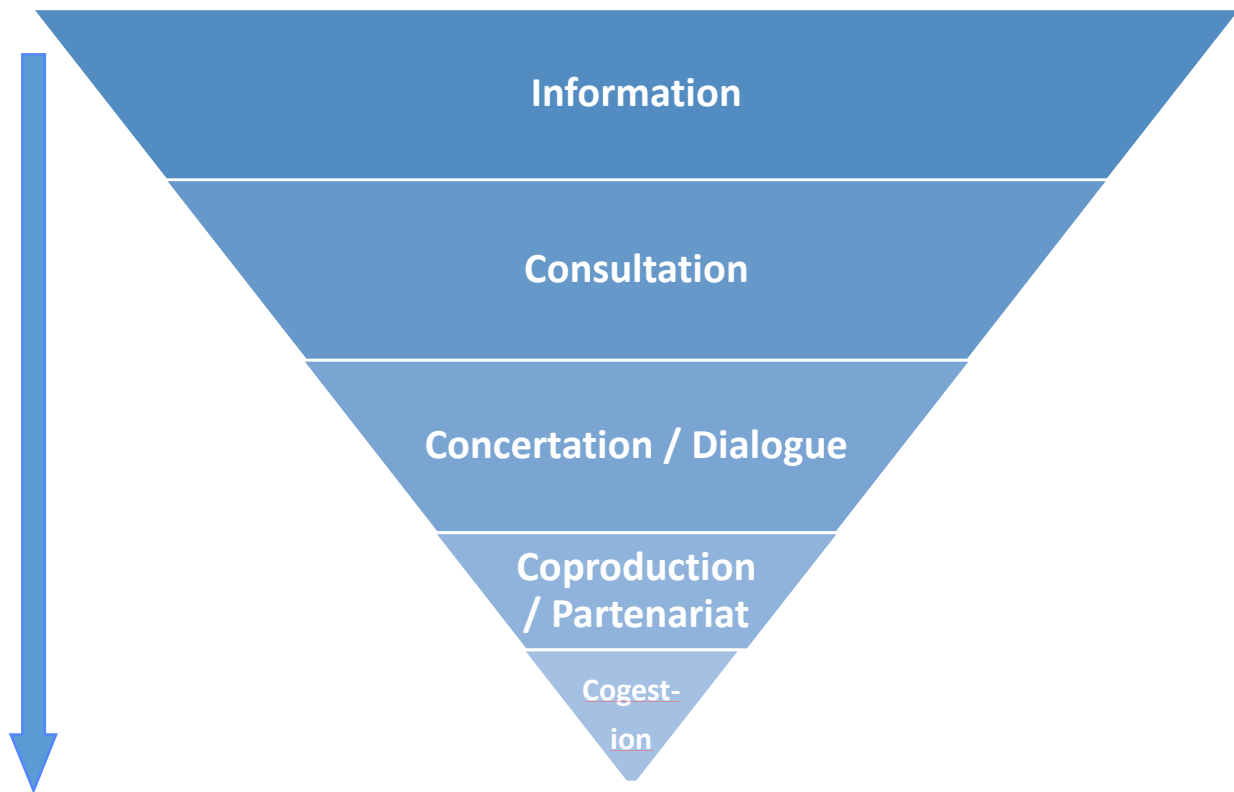 Information
Consultation
Concertation / Dialogue
Coproduction
/ Partenariat
Cogest-
ion